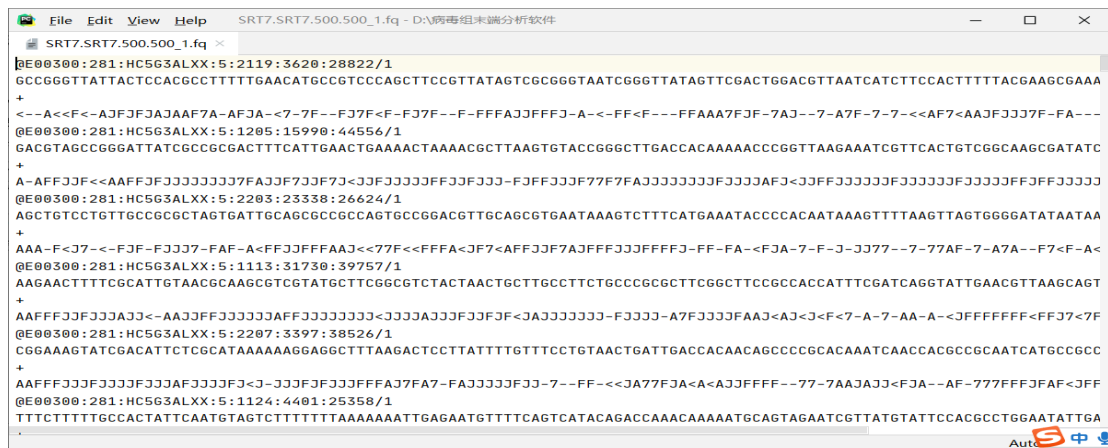 File Edit View Help SRT7.SRT7.500.500_1.fq - D:\病毒组末端分析软件
SRT7.SRT7.500.500_1.fq
@E00300:281:HC5G3ALXX:5:2119:3620:28822/1
GCCGGGTTATTACTCCACGCCTTTTTGAACATGCCGTCCCAGCTTCCGTTATAGTCGCGGGTAATCGGGTTATAGTTCGACTGGACGTTAATCATCTTCCACTTTTTACGAAGCGAAA
+
<--A<<F<-AJFJFJAJAAF7A-AFJA-<7-7F--FJ7F<F-FJ7F--F-FFFAJJFFFJ-A-<-FF<F---FFAAA7FJF-7AJ--7-A7F-7-7-<<AF7<AAJFJJJ7F-FA---
@E00300:281:HC5G3ALXX:5:1205:15990:44556/1
GACGTAGCCGGGATTATCGCCGCGACTTTCATTGAACTGAAAACTAAAACGCTTAAGTGTACCGGGCTTGACCACAAAAACCCGGTTAAGAAATCGTTCACTGTCGGCAAGCGATATC
+
A-AFFJJF<<AAFFJFJJJJJJJJ7FAJJF7JJF7J<JJFJJJJJFFJJFJJJ-FJFFJJJF77F7FAJJJJJJJJFJJJJAFJ<JJFFJJJJJJFJJJJJJFJJJJJFFJFFJJJJJ
@E00300:281:HC5G3ALXX:5:2203:23338:26624/1
AGCTGTCCTGTTGCCGCGCTAGTGATTGCAGCGCCGCCAGTGCCGGACGTTGCAGCGTGAATAAAGTCTTTCATGAAATACCCCACAATAAAGTTTTAAGTTAGTGGGGATATAATAA
+
AAA-F<J7-<-FJF-FJJJ7-FAF-A<FFJJFFFAAJ<<77F<<FFFA<JF7<AFFJJF7AJFFFJJJFFFFJ-FF-FA-<FJA-7-F-J-JJ77--7-77AF-7-A7A--F7<F-A<
@E00300:281:HC5G3ALXX:5:1113:31730:39757/1
AAGAACTTTTCGCATTGTAACGCAAGCGTCGTATGCTTCGGCGTCTACTAACTGCTTGCCTTCTGCCCGCGCTTCGGCTTCCGCCACCATTTCGATCAGGTATTGAACGTTAAGCAGT
+
AAFFFJJFJJJAJJ<-AAJJFFJJJJJJAFFJJJJJJJJ<JJJJAJJJFJJFJF<JAJJJJJJJ-FJJJJ-A7FJJJJFAAJ<AJ<J<F<7-A-7-AA-A-<JFFFFFFF<FFJ7<7F
@E00300:281:HC5G3ALXX:5:2207:3397:38526/1
CGGAAAGTATCGACATTCTCGCATAAAAAAGGAGGCTTTAAGACTCCTTATTTTGTTTCCTGTAACTGATTGACCACAACAGCCCCGCACAAATCAACCACGCCGCAATCATGCCGCC
+
AAFFFJJJFJJJJFJJJAFJJJJFJ<J-JJJFJFJJJFFFAJ7FA7-FAJJJJJFJJ-7--FF-<<JA77FJA<A<AJJFFFF--77-7AAJAJJ<FJA--AF-777FFFJFAF<JFF
@E00300:281:HC5G3ALXX:5:1124:4401:25358/1
TTTCTTTTTGCCACTATTCAATGTAGTCTTTTTTTAAAAAAATTGAGAATGTTTTCAGTCATACAGACCAAACAAAAATGCAGTAGAATCGTTATGTATTCCACGCCTGGAATATTGA
Auto
中